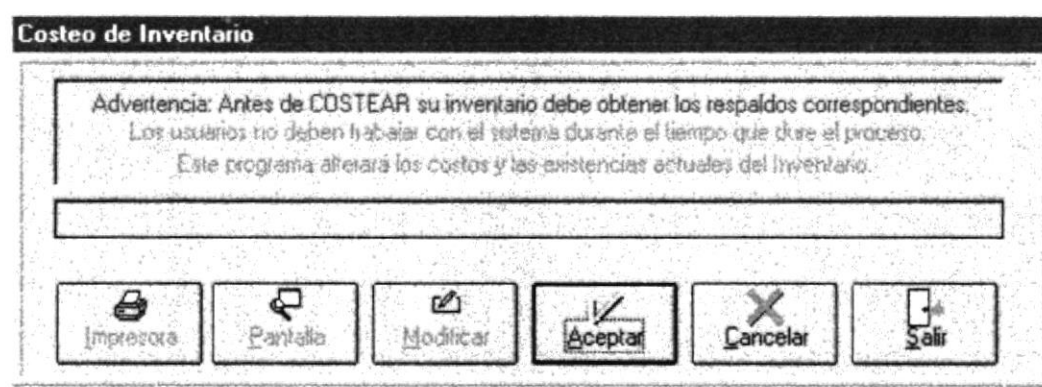 Costeo de Inventario
Advertencia: Antes de COSTEAR su inventario debe obtener los respaldos correspondientes.
Los usuarios no deben trabajar con el sistema durante el tiempo que dure el proceso.
Este programa alterará los costos y las existencias actuales del Inventario.
Impresora
Pantalla
Modificar
Aceptar
Cancelar
Salir